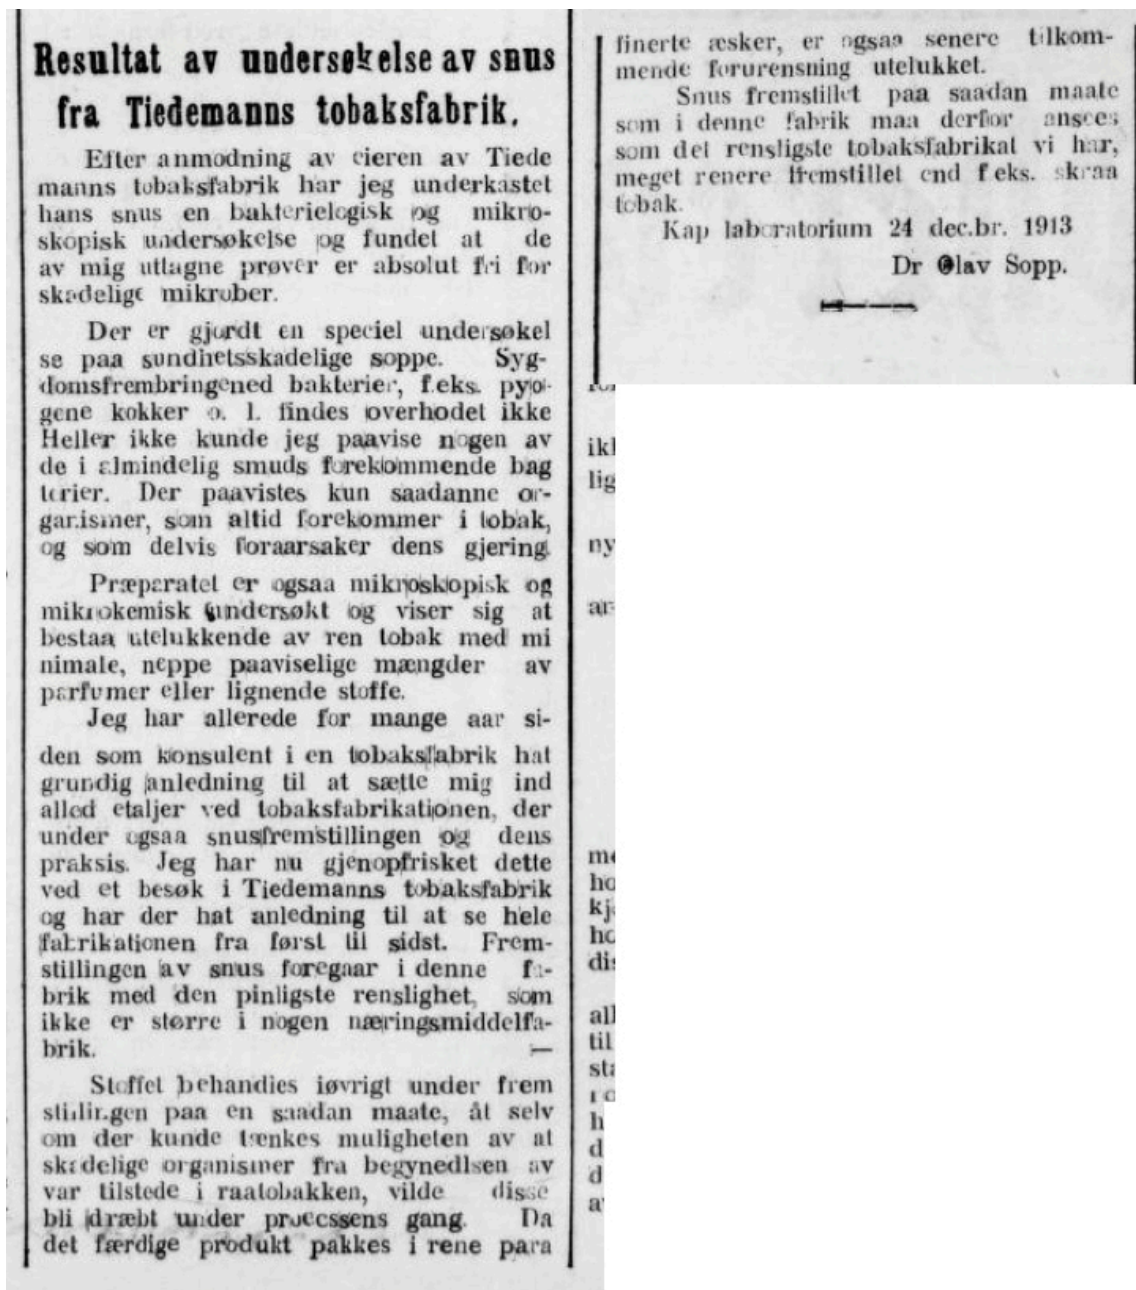 Resultat av undersøkelse av snus
fra Tiedemanns tobaksfabrik.
Efter anmodning av eieren av Tiede
manns tobaksfabrik har jeg underkastet
hans snus en bakterielogisk og mikro-
skopisk undersøkelse og fundet at de
av mig uttagne prøver er absolut fri for
skadelige mikrober.
Der er gjordt en speciel undersøkel
se paa sundhetsskadelige soppe. Syg-
domsfrembringened bakterier, f.eks. pyo-
gene kokker o. l. findes overhodet ikke
Heller ikke kunde jeg paavise nogen av
de i almindelig smuds forekommende bag
terier. Der paavistes kun saadanne or-
ganismer, som altid forekommer i tobak,
og som delvis foraarsaker dens gjering.
Præparatet er ogsaa mikroskopisk og
mikrokemisk undersøkt og viser sig at
bestaa utelukkende av ren tobak med mi
nimale, neppe paaviselige mængder av
parfumer eller lignende stoffe.
Jeg har allerede for mange aar si-
den som konsulent i en tobaksfabrik hat
grundig anledning til at sætte mig ind
alled etaljer ved tobaksfabrikationen, der
under ogsaa snusfremstillingen og dens
praksis. Jeg har nu gjenopfrisket dette
ved et besøk i Tiedemanns tobaksfabrik
og har der hat anledning til at se hele
fabrikationen fra først til sidst. Frem-
stillingen av snus foregaar i denne fa-
brik med den pinligste renslighet, som
ikke er større i nogen næringsmiddelfa-
brik. —
Stoffet behandles iøvrigt under frem
stillingen paa en saadan maate, at selv
om der kunde tænkes muligheten av at
skadelige organismer fra begynedlsen av
var tilstede i raatobakken, vilde disse
bli dræbt under processens gang. Da
det færdige produkt pakkes i rene para
finerte æsker, er ogsaa senere tilkom-
mende forurensning utelukket.
Snus fremstillet paa saadan maate
som i denne fabrik maa derfor ansees
som det rensligste tobaksfabrikat vi har,
meget renere fremstillet end f.eks. skraa
tobak.
Kap laboratorium 24 dec.br. 1913
Dr Olav Sopp.